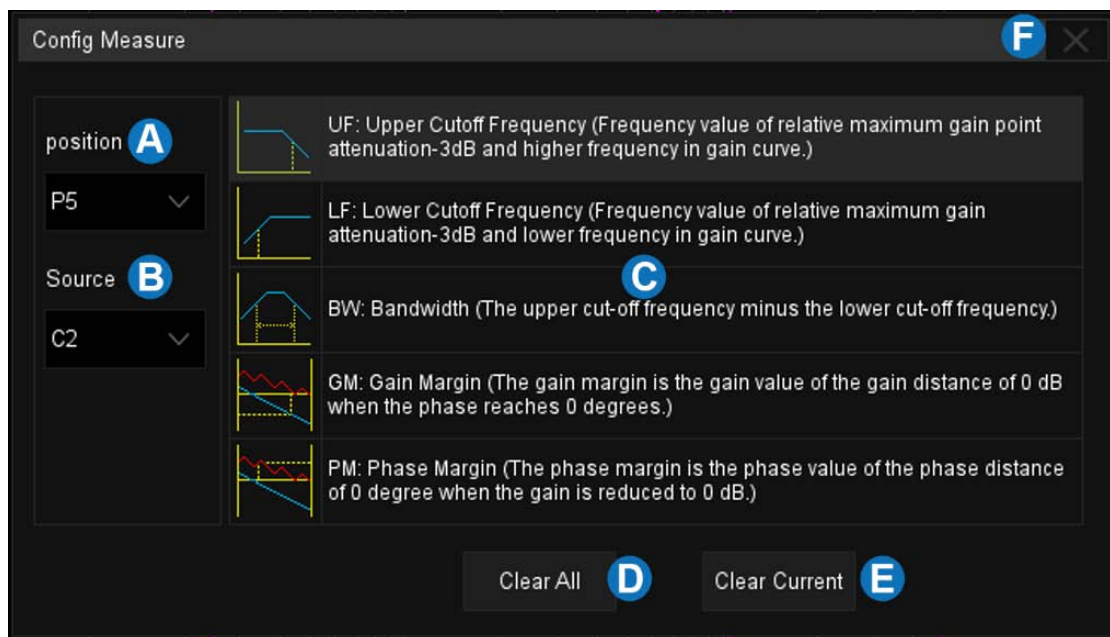 Config Measure
F
position A
P5
Source B
C2
UF: Upper Cutoff Frequency (Frequency value of relative maximum gain point
attenuation-3dB and higher frequency in gain curve.)
LF: Lower Cutoff Frequency (Frequency value of relative maximum gain
attenuation-3dB and lower frequency in gain curve.)
C
BW: Bandwidth (The upper cut-off frequency minus the lower cut-off frequency.)
GM: Gain Margin (The gain margin is the gain value of the gain distance of 0 dB
when the phase reaches 0 degrees.)
PM: Phase Margin (The phase margin is the phase value of the phase distance
of 0 degree when the gain is reduced to 0 dB.)
Clear All D
Clear Current E